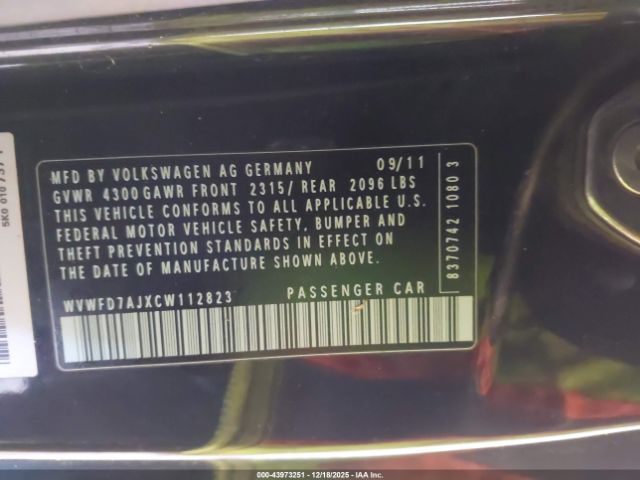 MFD BY VOLKSWAGEN AG GERMANY 09/11
GVWR 4300 GAWR FRONT 2315/ REAR 2096 LBS
THIS VEHICLE CONFORMS TO ALL APPLICABLE U.S.
FEDERAL MOTOR VEHICLE SAFETY, BUMPER AND
THEFT PREVENTION STANDARDS IN EFFECT ON
THE DATE OF MANUFACTURE SHOWN ABOVE.
WVWFD7AJXCW112823 PASSENGER CAR
8370742 1080 3
5K0 010
000-43973251 - 12/18/2025 - IAA Inc.